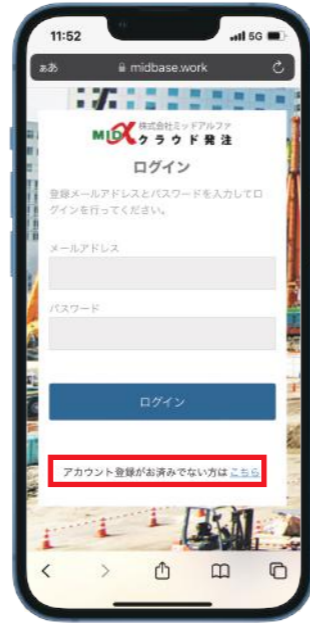 11:52
5G
ああ
midbase.work
MIDα 株式会社ミッドアルファ
クラウド発注
ログイン
登録メールアドレスとパスワードを入力してロ
グインを行ってください。
メールアドレス
パスワード
ログイン
アカウント登録がお済みでない方は こちら